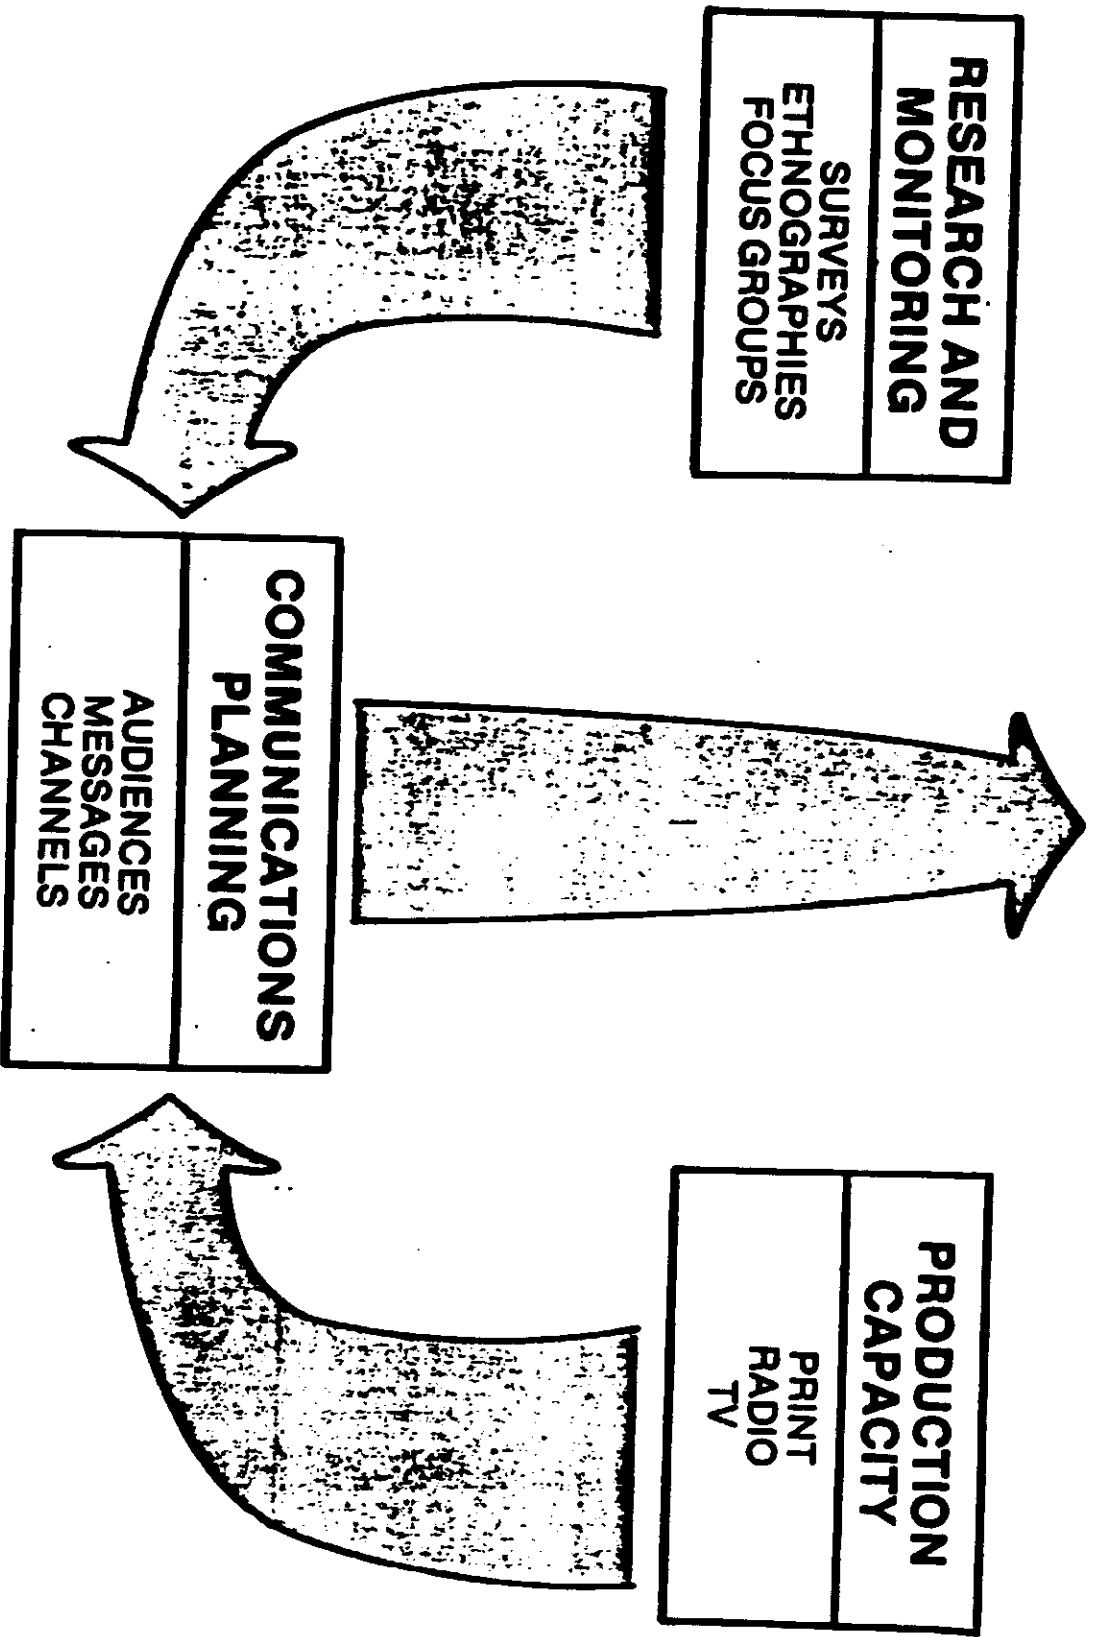 RESEARCH AND
MONITORING
SURVEYS
ETHNOGRAPHIES
FOCUS GROUPS
PRODUCTION
CAPACITY
PRINT
RADIO
TV
COMMUNICATIONS
PLANNING
AUDIENCES
MESSAGES
CHANNELS